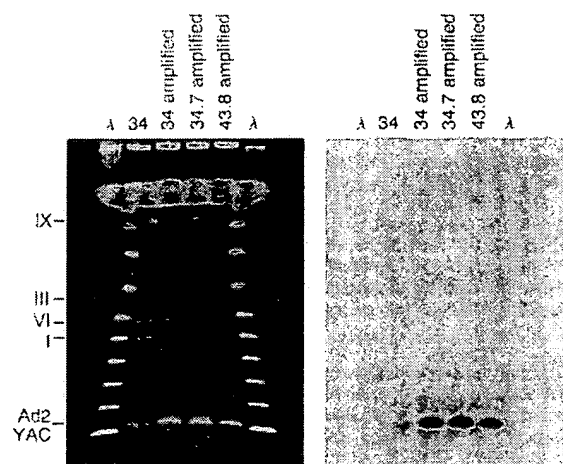 λ 34 34 amplified 34.7 amplified 43.8 amplified λ
λ 34 34 amplified 34.7 amplified 43.8 amplified λ
IX
III
VI
I
Ad2
YAC